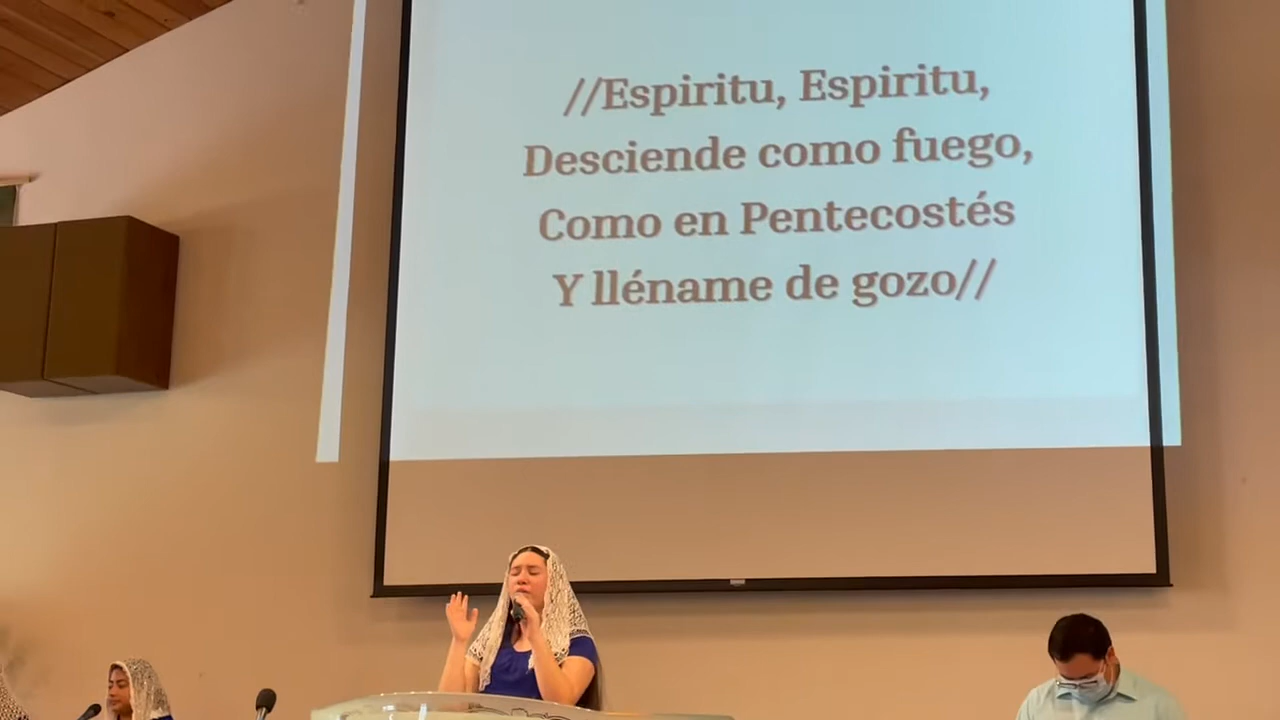 //Espiritu, Espiritu,
Desciende como fuego,
Como en Pentecostés
Y lléname de gozo//